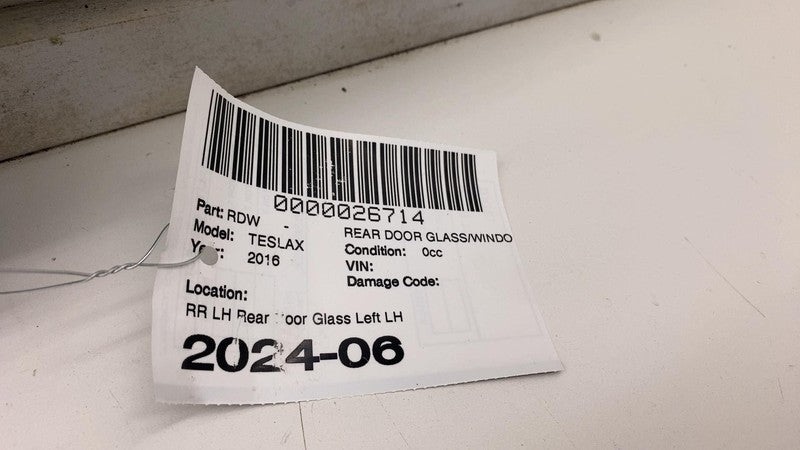 0000026714
Part: RDW - REAR DOOR GLASS/WINDO
Model: TESLAX Condition: 0cc
Year: 2016 VIN:
Damage Code:
Location:
RR LH Rear Door Glass Left LH
2024-06